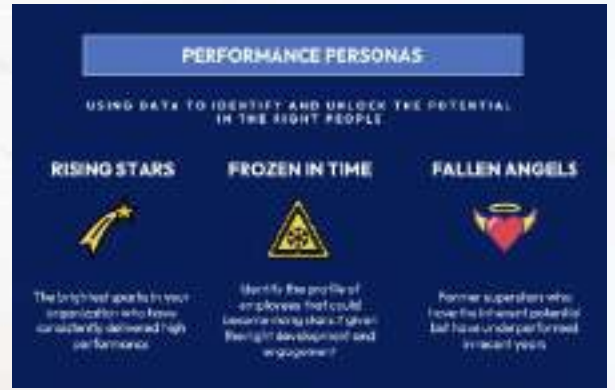 PERFORMANCE PERSONAS
USING DATA TO IDENTIFY AND UNLOCK THE POTENTIAL
IN THE RIGHT PEOPLE
RISING STARS
FROZEN IN TIME
FALLEN ANGELS
The brightest sparks in your
organization who have
consistently delivered high
performance
Identify the profile of
employees that could
become rising stars if given
the right development and
engagement
Former superstars who
have the inherent potential
but have underperformed
in recent years